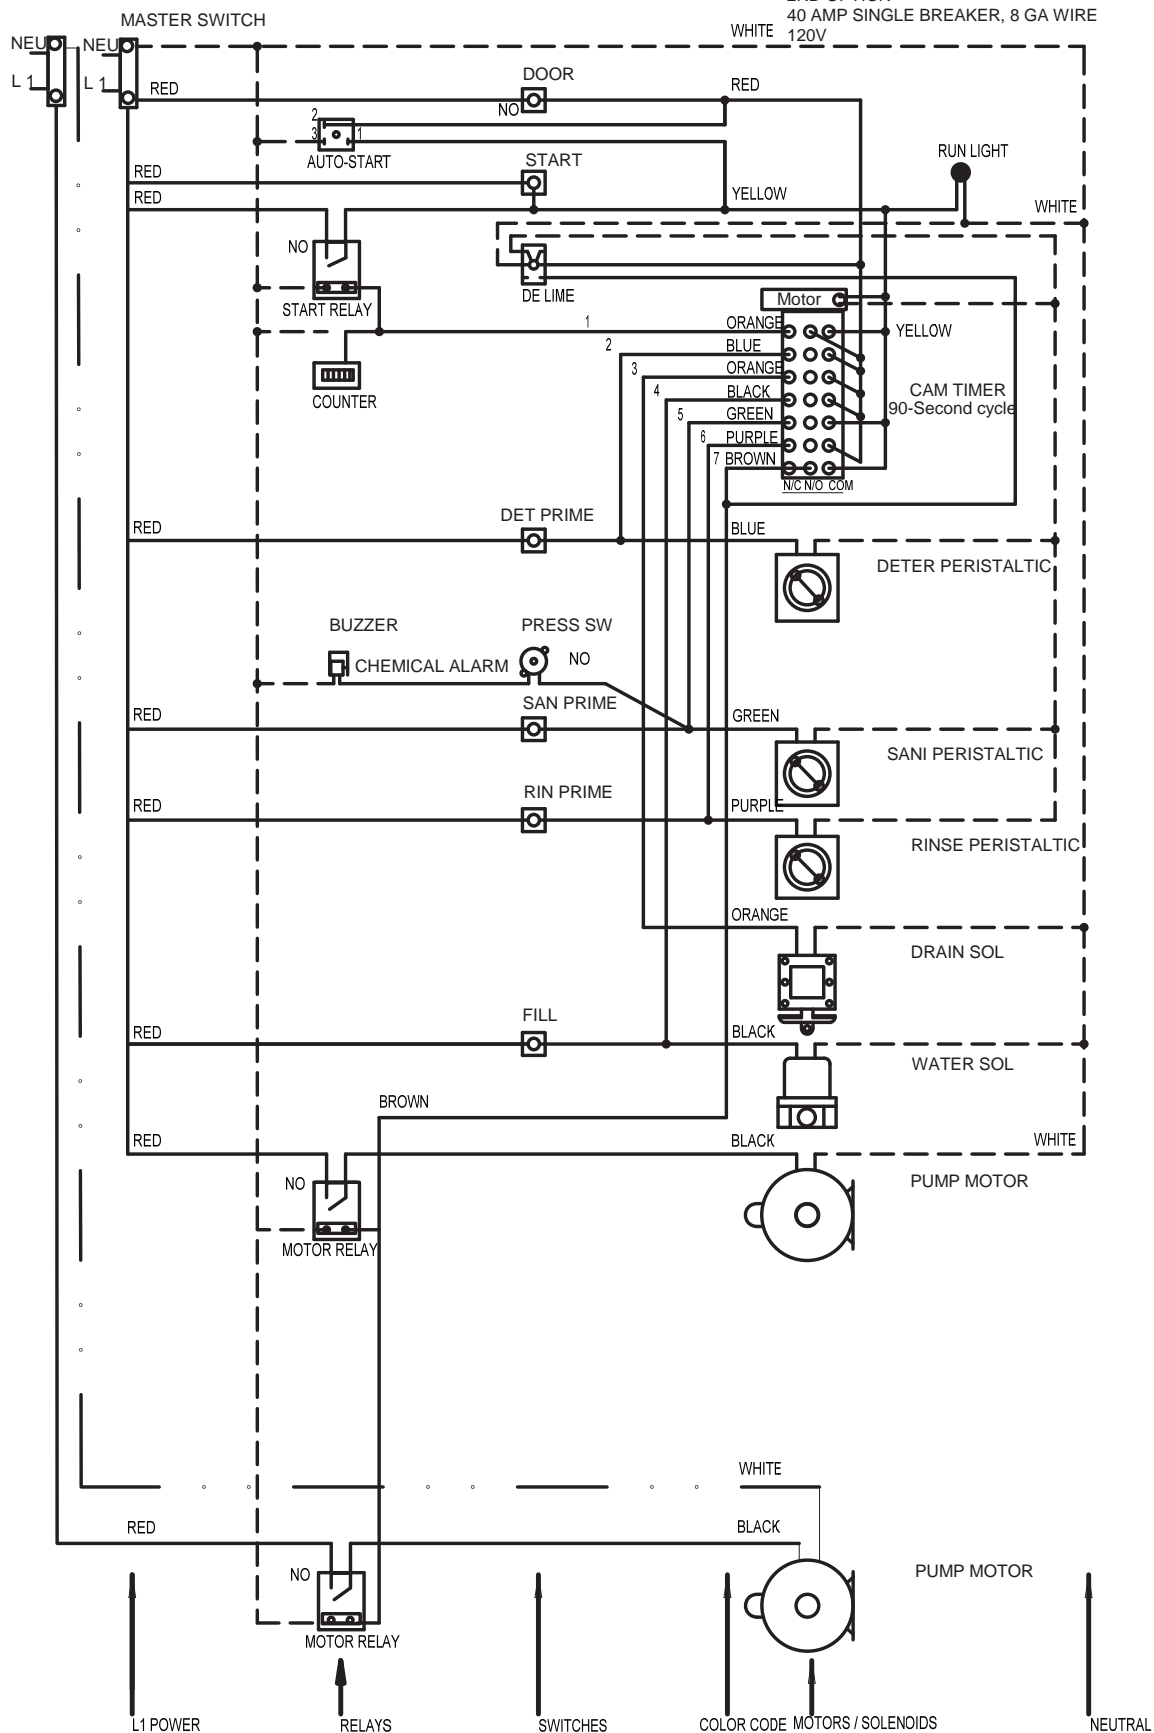 MASTER SWITCH
40 AMP SINGLE BREAKER, 8 GA WIRE
WHITE 120V
NEU NEU
L 1 L 1
RED DOOR RED
NO
2
3 1
AUTO-START
RUN LIGHT
RED START
RED YELLOW WHITE
NO
DE LIME
START RELAY
Motor
1 ORANGE YELLOW
2 BLUE
3 ORANGE
4 BLACK CAM TIMER
COUNTER
90-Second cycle
5 GREEN
6 PURPLE
7 BROWN
N/C N/O COM
DET PRIME
RED BLUE
DETER PERISTALTIC
BUZZER PRESS SW
CHEMICAL ALARM NO
SAN PRIME
RED GREEN
SANI PERISTALTIC
RIN PRIME
RED PURPLE
RINSE PERISTALTIC
ORANGE
DRAIN SOL
FILL
RED BLACK
WATER SOL
BROWN
RED BLACK WHITE
NO PUMP MOTOR
MOTOR RELAY
WHITE
RED BLACK
NO PUMP MOTOR
MOTOR RELAY
L1 POWER RELAYS SWITCHES COLOR CODE MOTORS / SOLENOIDS NEUTRAL